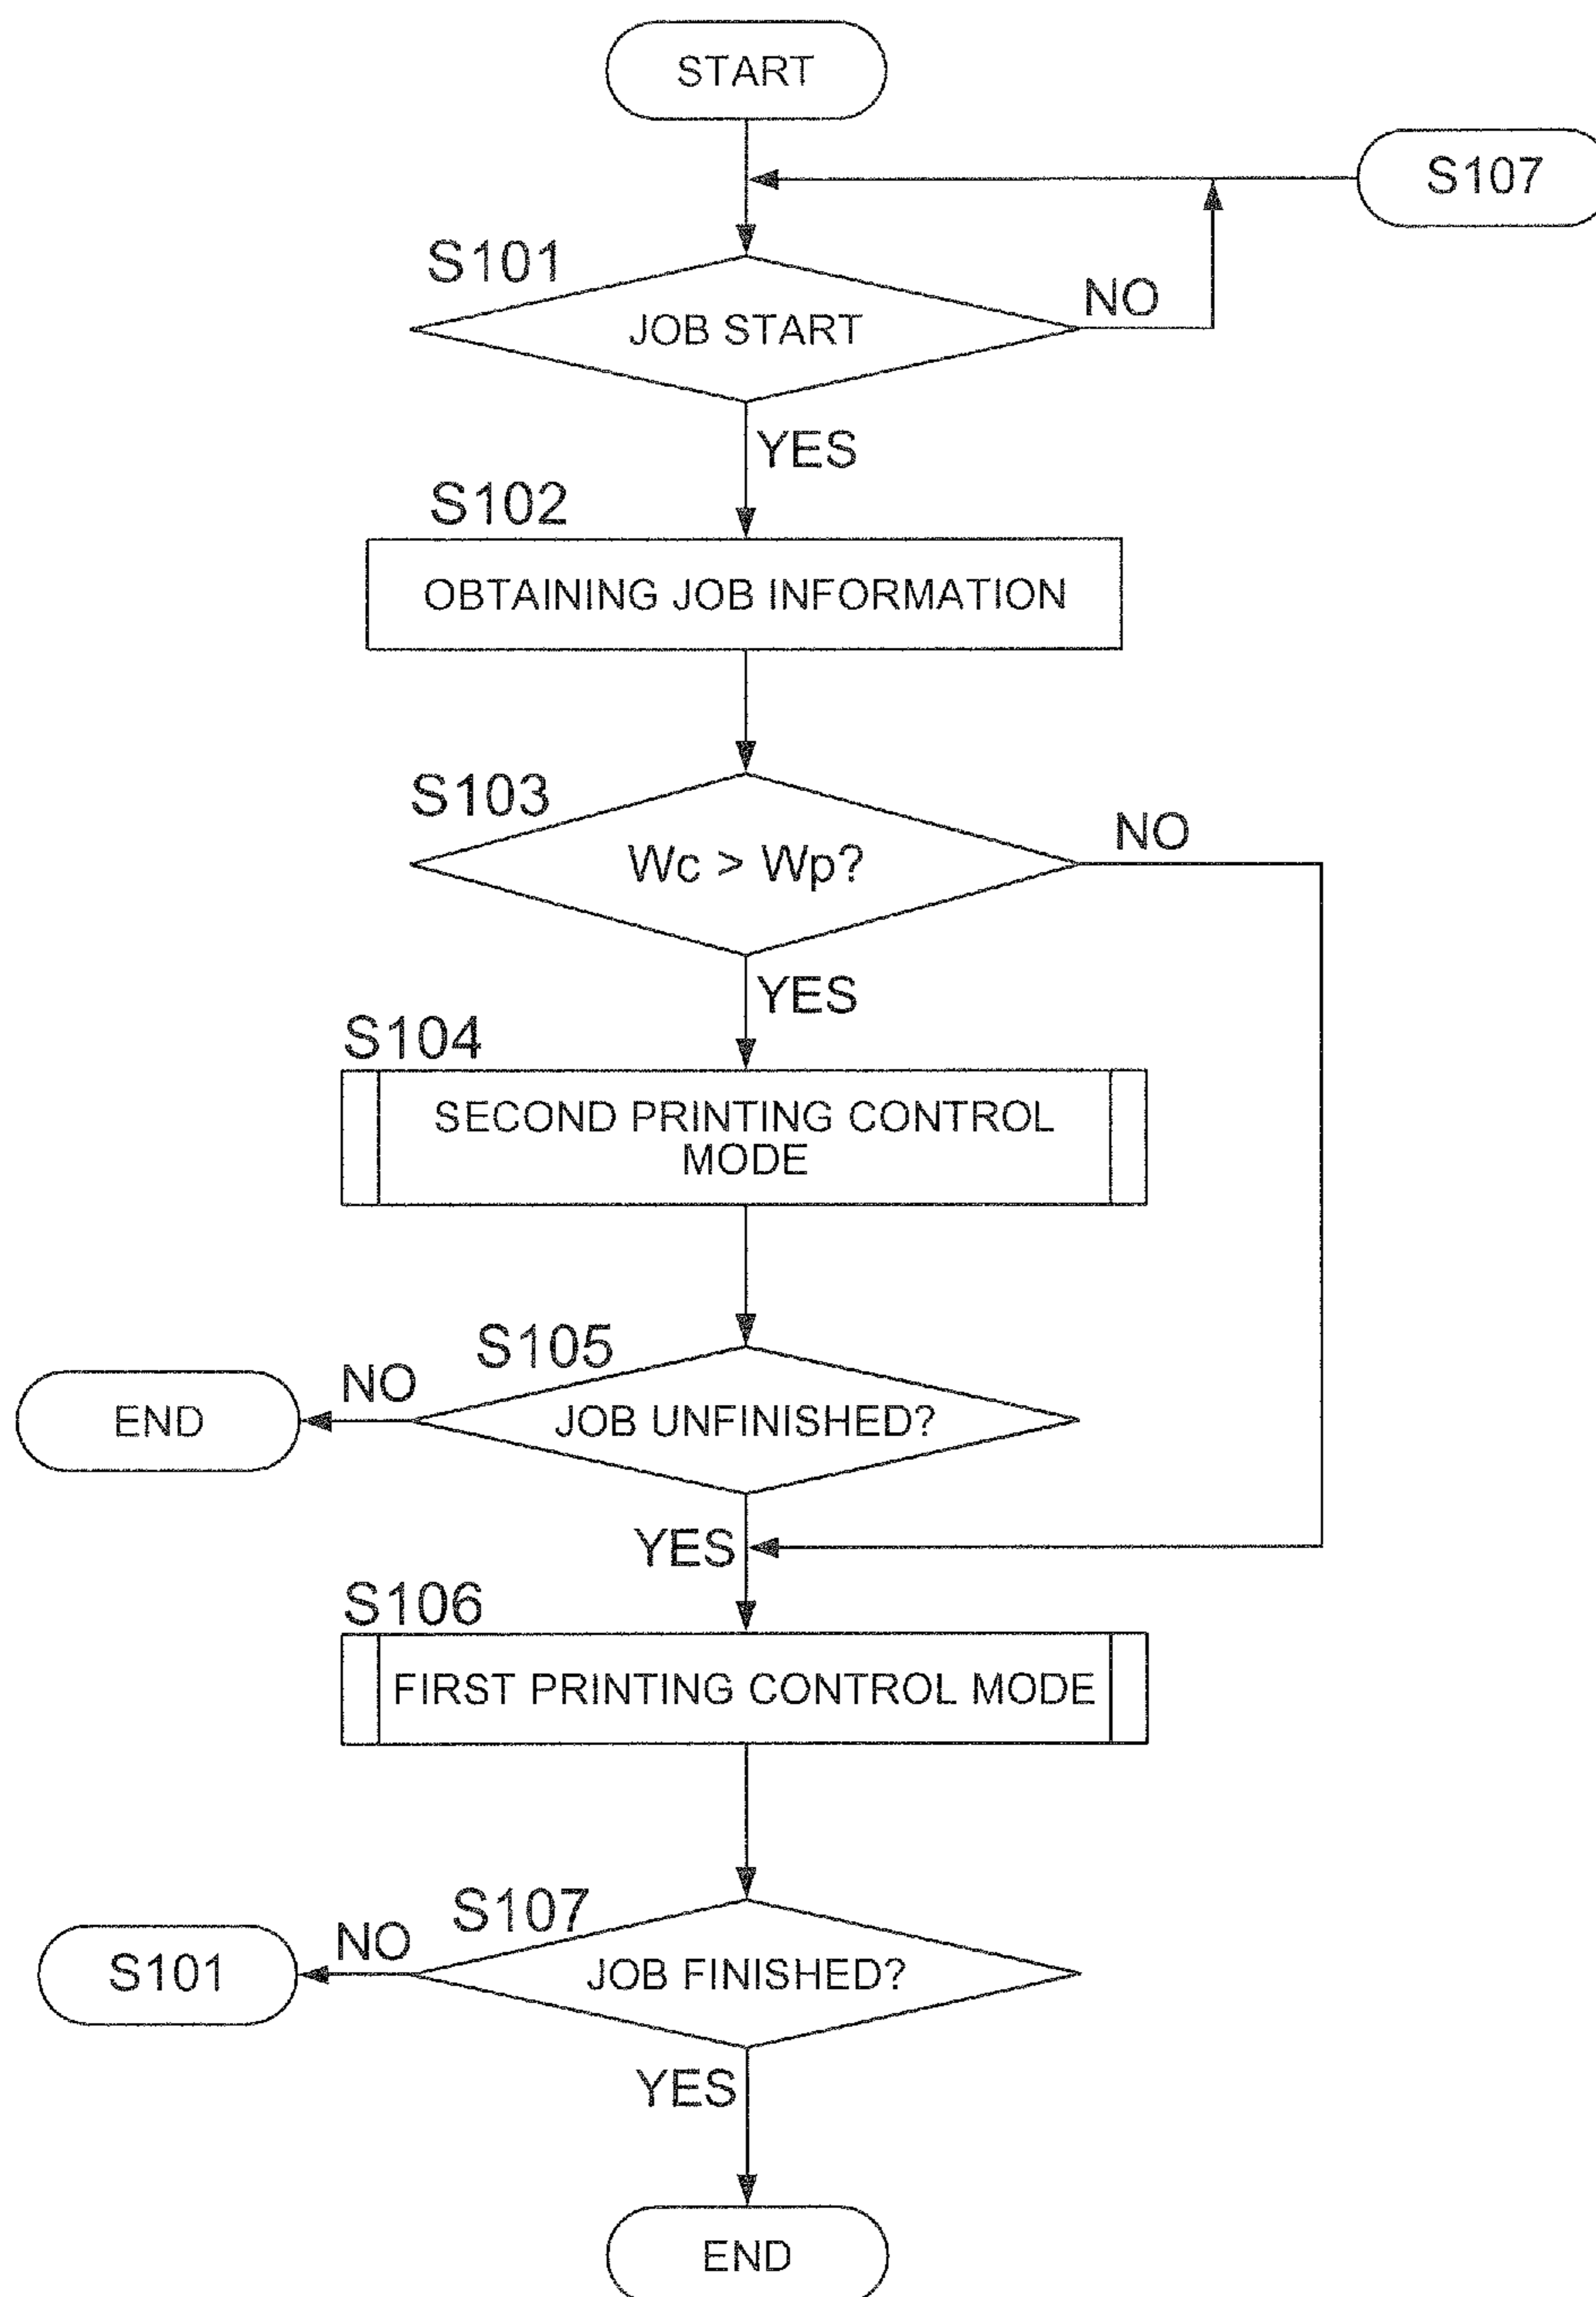 START
S107
S101
JOB START
NO
YES
S102
OBTAINING JOB INFORMATION
S103
Wc > Wp?
NO
YES
S104
SECOND PRINTING CONTROL
MODE
S105
JOB UNFINISHED?
NO
END
YES
S106
FIRST PRINTING CONTROL MODE
S107
JOB FINISHED?
NO
S101
YES
END